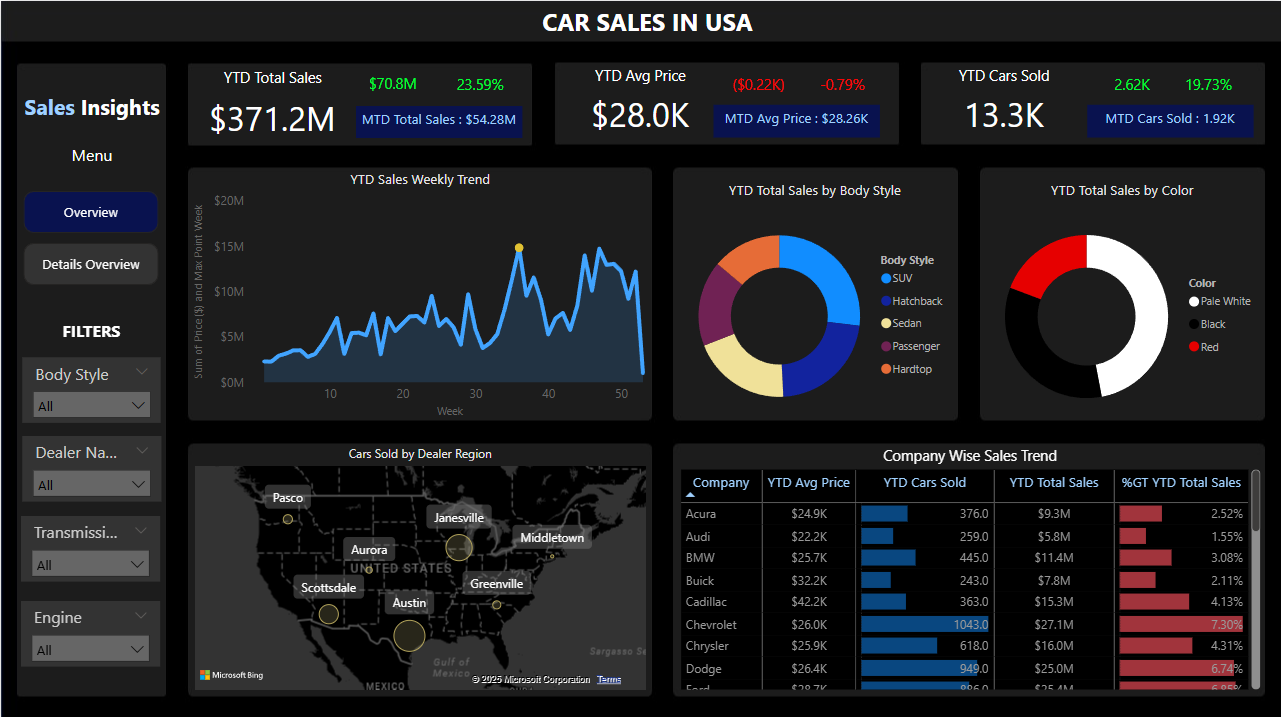 CAR SALES IN USA
Sales Insights
Menu
Overview
Details Overview
FILTERS
Body Style
All
Dealer Na...
All
Transmissi...
All
Engine
All
YTD Total Sales
$70.8M
23.59%
$371.2M
MTD Total Sales : $54.28M
YTD Avg Price
($0.22K)
-0.79%
$28.0K
MTD Avg Price : $28.26K
YTD Cars Sold
2.62K
19.73%
13.3K
MTD Cars Sold : 1.92K
YTD Sales Weekly Trend
Sum of Price ($) and Max Point Week
$20M
$15M
$10M
$5M
$0M
10 20 30 40 50
Week
YTD Total Sales by Body Style
Body Style
SUV
Hatchback
Sedan
Passenger
Hardtop
YTD Total Sales by Color
Color
Pale White
Black
Red
Cars Sold by Dealer Region
Pasco
Janesville
Middletown
Aurora
UNITED STATES
Scottsdale
Greenville
Austin
Sargasso Se
Gulf of
Mexico
MEXICO
Microsoft Bing
© 2025 Microsoft Corporation Terms
Company Wise Sales Trend
Company YTD Avg Price YTD Cars Sold YTD Total Sales %GT YTD Total Sales
Acura $24.9K 376.0 $9.3M 2.52%
Audi $22.2K 259.0 $5.8M 1.55%
BMW $25.7K 445.0 $11.4M 3.08%
Buick $32.2K 243.0 $7.8M 2.11%
Cadillac $42.2K 363.0 $15.3M 4.13%
Chevrolet $26.0K 1043.0 $27.1M 7.30%
Chrysler $25.9K 618.0 $16.0M 4.31%
Dodge $26.4K 949.0 $25.0M 6.74%
Ford $28.7K 886.0 $25.4M 6.85%